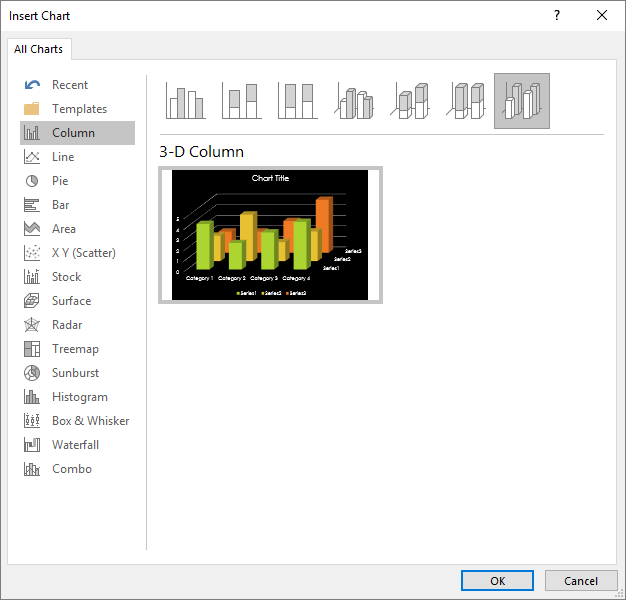 Insert Chart
?
All Charts
Recent
Templates
Column
Line
Pie
Bar
Area
X Y (Scatter)
Stock
Surface
Radar
Treemap
Sunburst
Histogram
Box & Whisker
Waterfall
Combo
3-D Column
Chart Title
5
4
3
2
1
0
Series3
Series2
Series1
Category 1 Category 2 Category 3 Category 4
Series1 Series2 Series3
OK Cancel